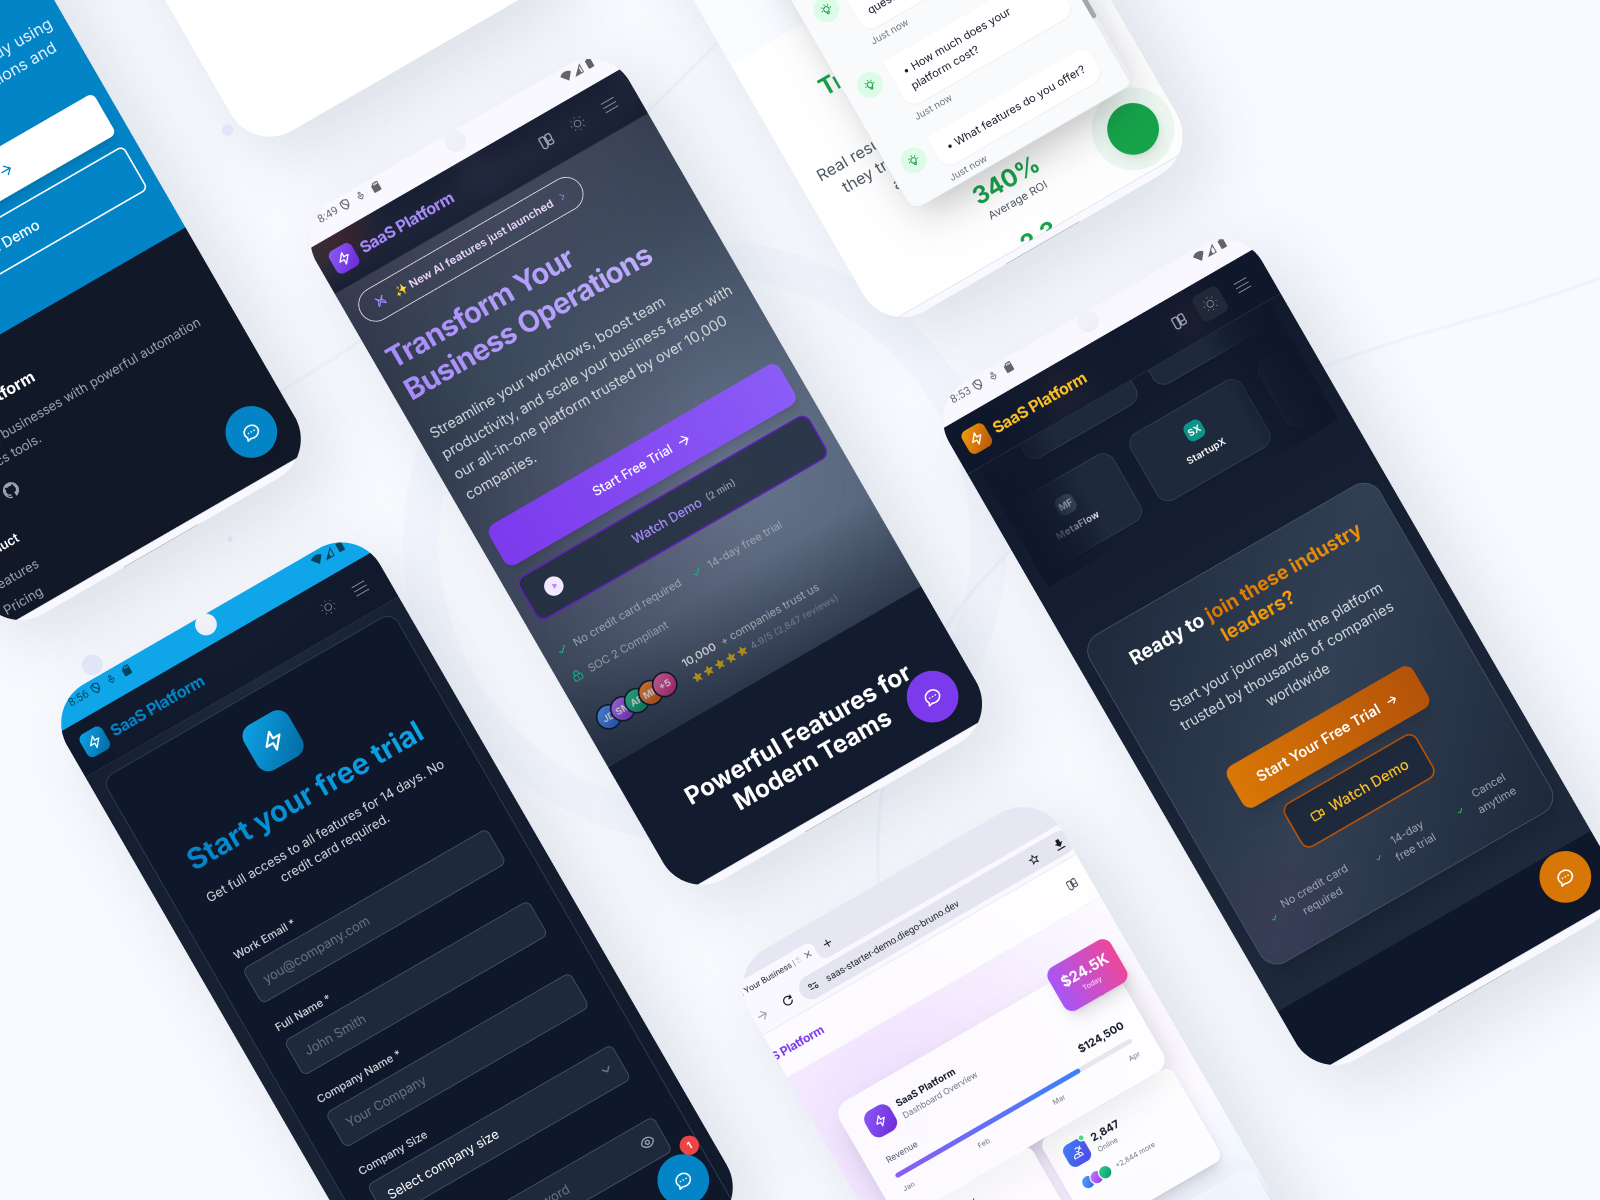 using
ions and
Demo
businesses with powerful automation
tools.
eatures
Pricing
8:49
SaaS Platform
✨ New AI features just launched
Transform Your
Business Operations
Streamline your workflows, boost team
productivity, and scale your business faster with
our all-in-one platform trusted by over 10,000
companies.
Start Free Trial →
Watch Demo (2 min)
✓ No credit card required
✓ 14-day free trial
SOC 2 Compliant
+5
10,000 + companies trust us
★★★★★ 4.9/5 (2,847 reviews)
Powerful Features for
Modern Teams
Just now
• How much does your
platform cost?
Just now
• What features do you offer?
Just now
Real
they
340%
Average ROI
8:53
SaaS Platform
MF
MetaFlow
SX
StartupX
Ready to join these industry
leaders?
Start your journey with the platform
trusted by thousands of companies
worldwide
Start Your Free Trial →
Watch Demo
✓ No credit card
required
✓ 14-day
free trial
✓ Cancel
anytime
8:56
SaaS Platform
Start your free trial
Get full access to all features for 14 days. No
credit card required.
Work Email *
you@company.com
Full Name *
John Smith
Company Name *
Your Company
Company Size
Select company size
1
Your Business
saas-starter-demo.diego-bruno.dev
Platform
$24.5K
Today
SaaS Platform
Dashboard Overview
Revenue
$124,500
Jan
Feb
Mar
Apr
2,847
Online
+2,844 more